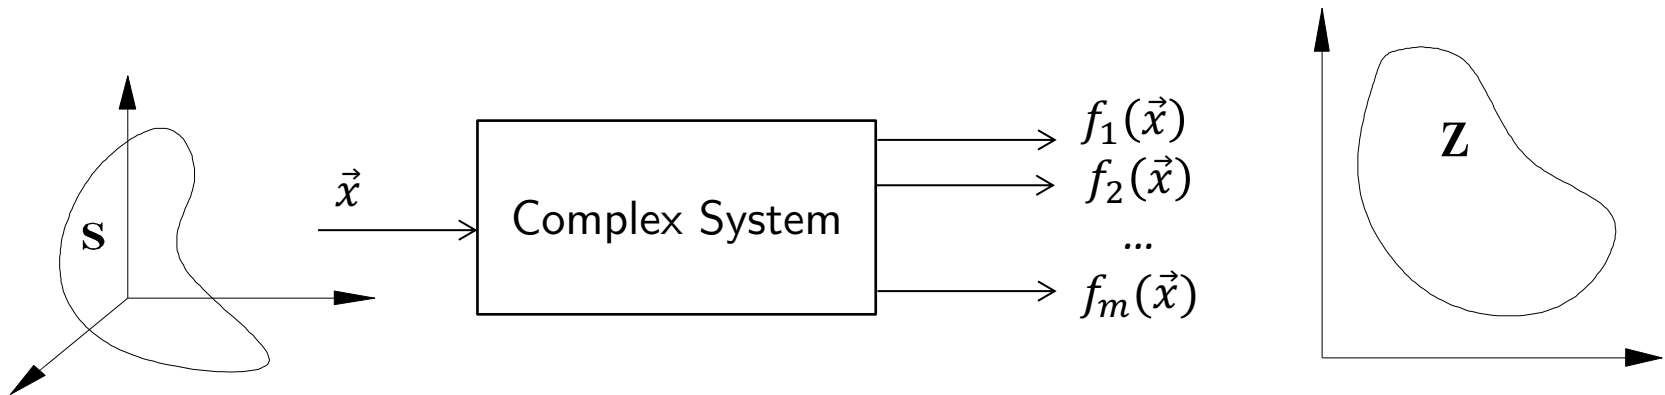 S
x⃗
Complex System
f₁(x⃗)
f₂(x⃗)
...
fₘ(x⃗)
Z